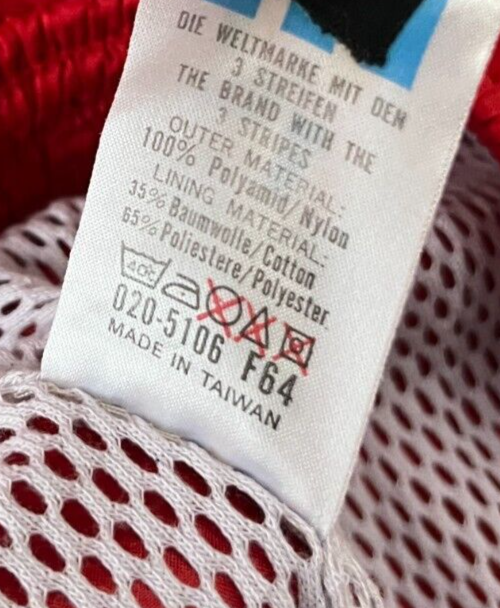 DIE WELTMARKE MIT DEN
3 STREIFEN
THE BRAND WITH THE
3 STRIPES
OUTER MATERIAL:
100% Polyamid/Nylon
LINING MATERIAL:
35% Baumwolle/Cotton
65% Poliestere/Polyester
40C
020-5106 F64
MADE IN TAIWAN